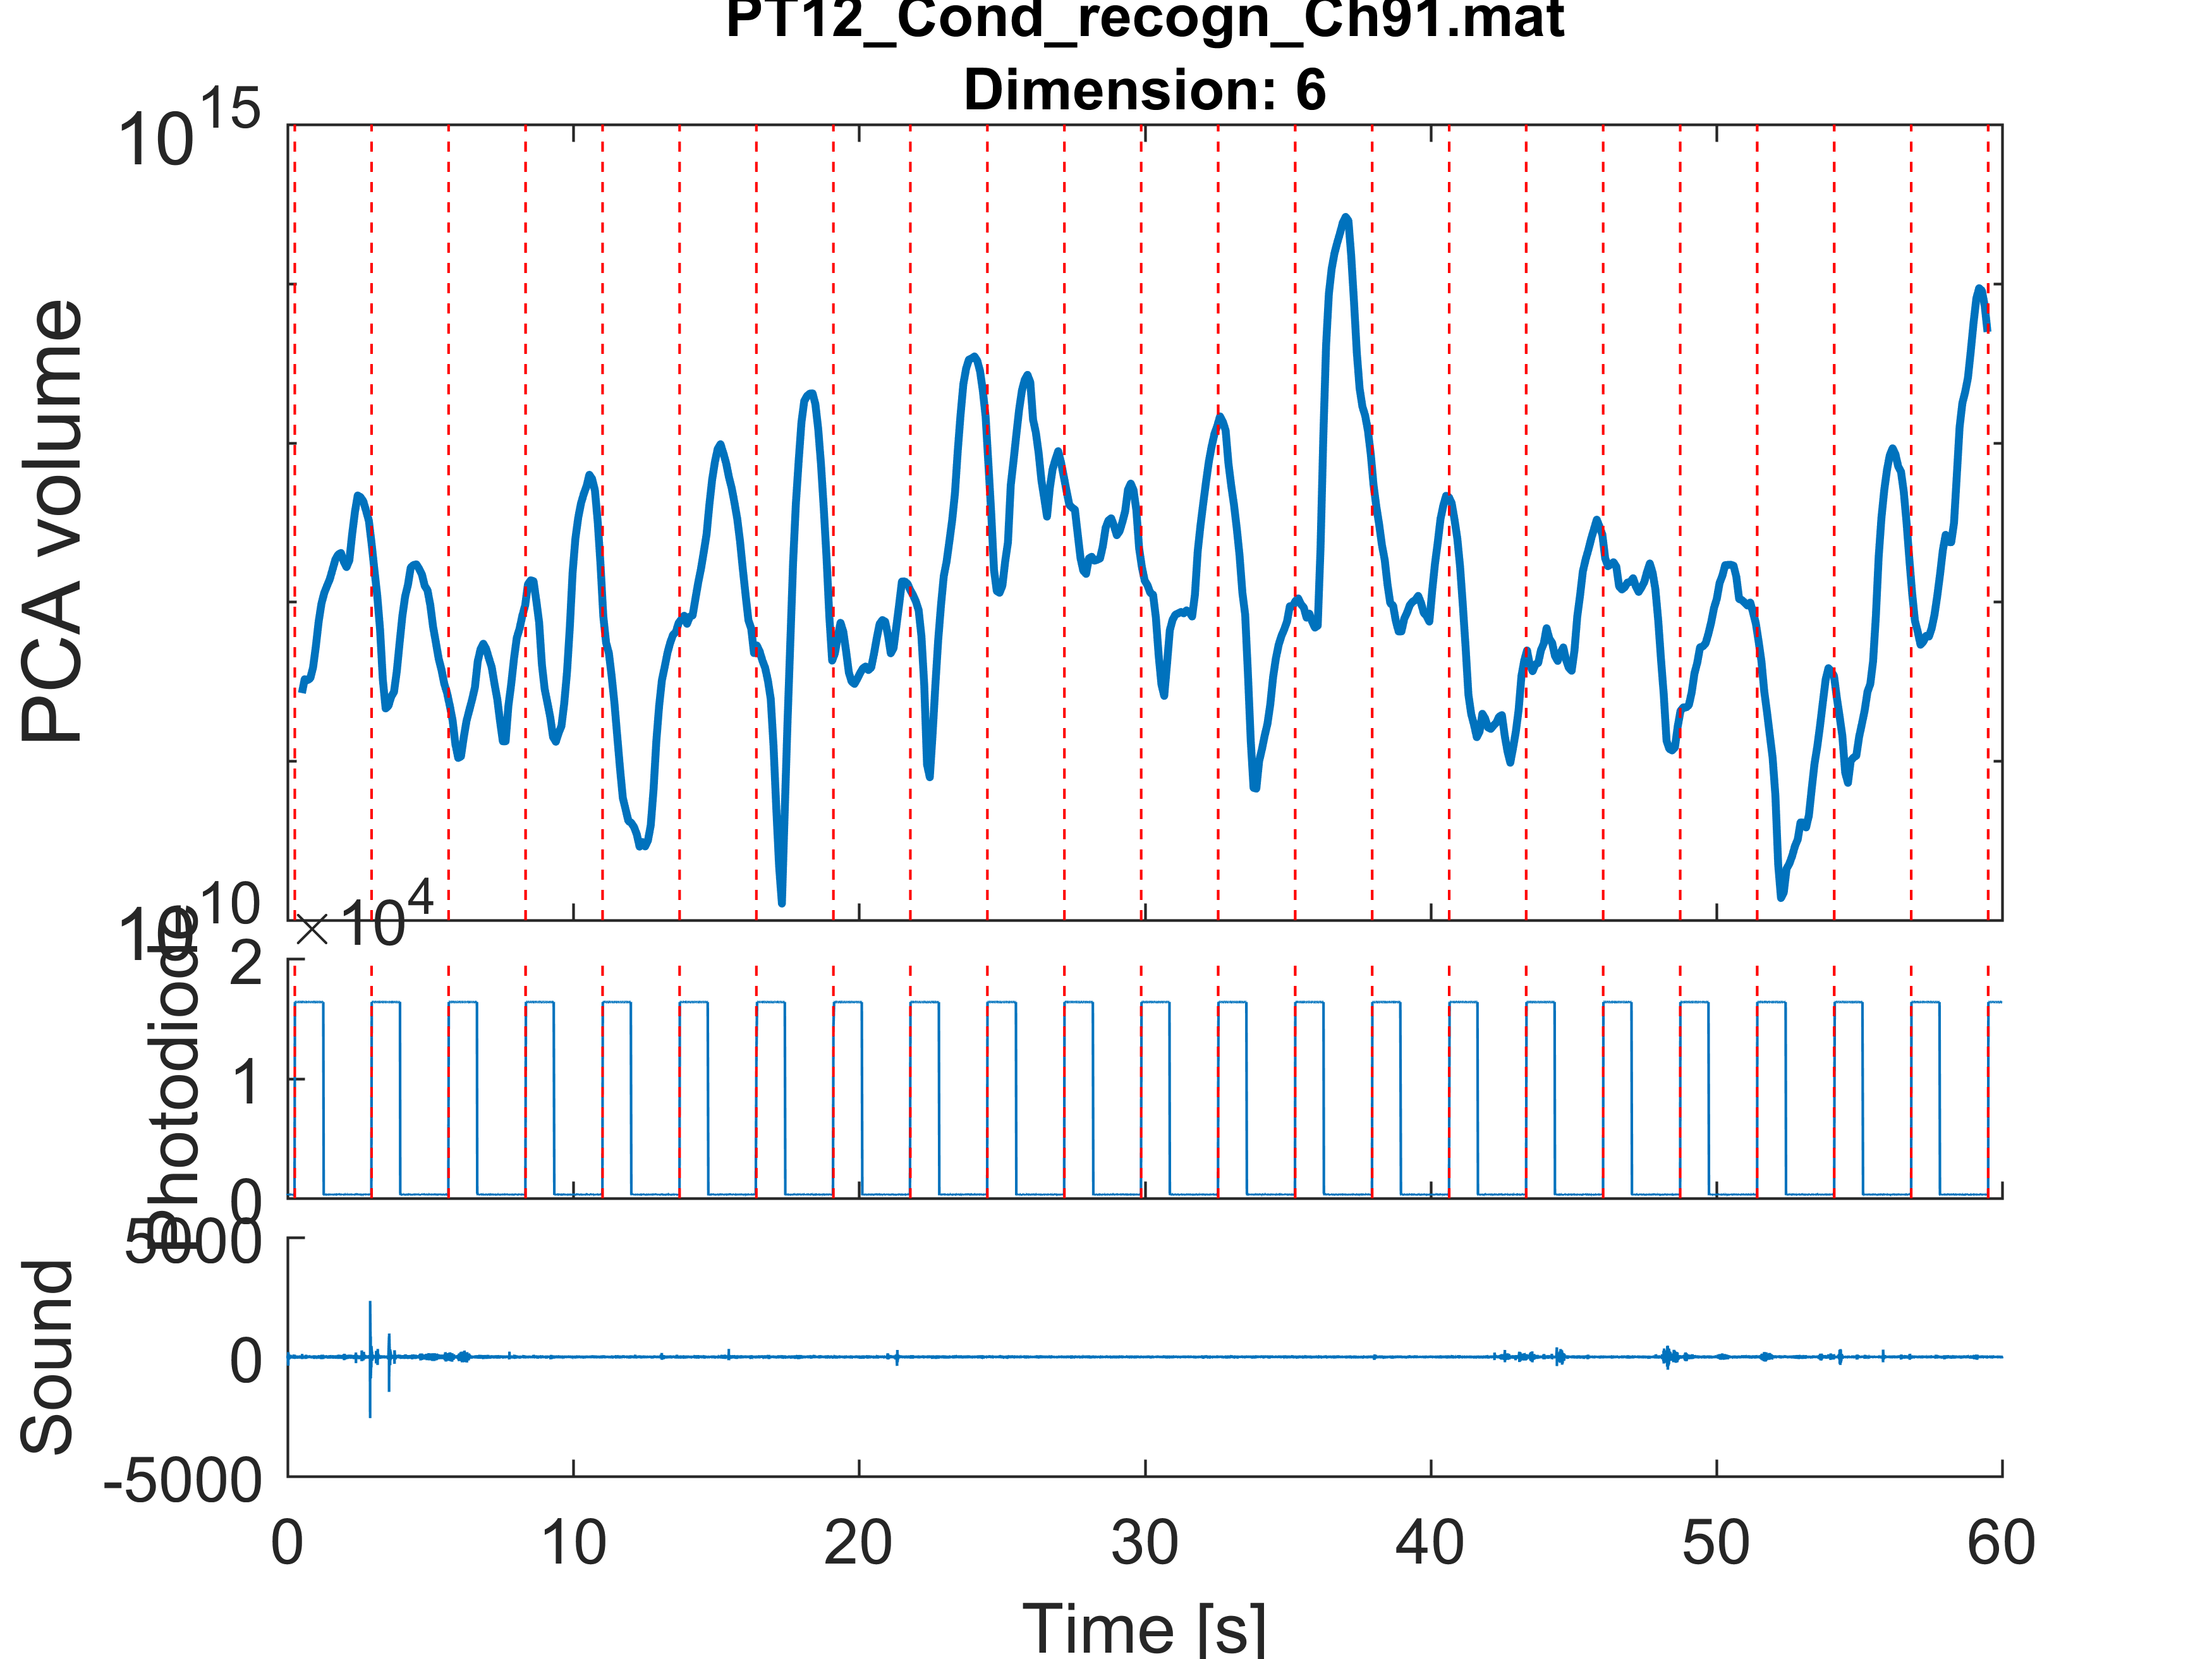 PT12_Cond_recogn_Ch91.mat
Dimension: 6
10^15
PCA volume
10^10
×10^4
Photodiode
2
1
0
Sound
5000
0
-5000
0 10 20 30 40 50 60
Time [s]